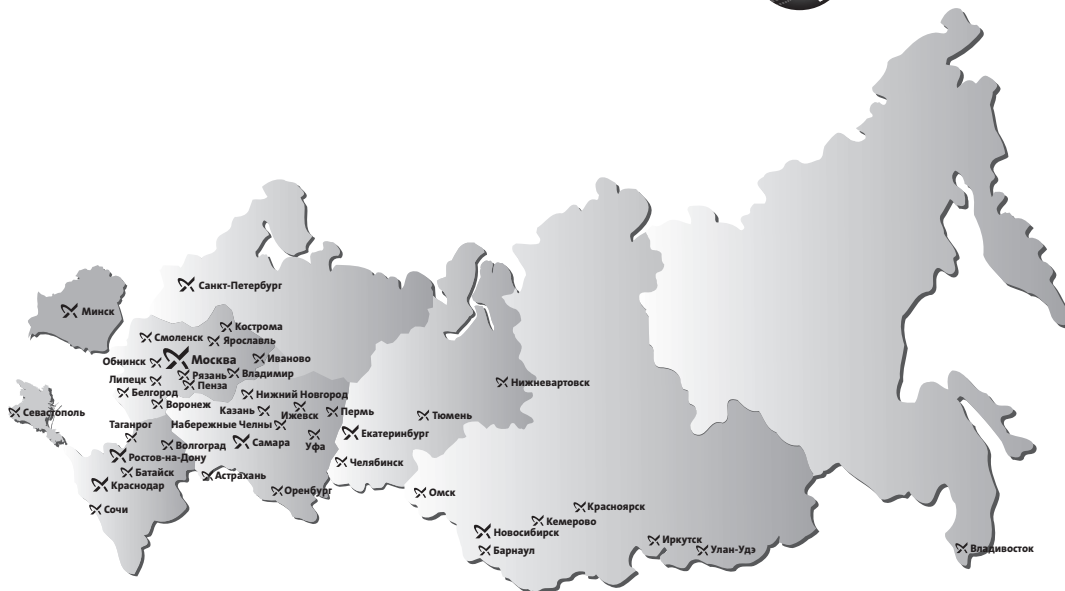 Санкт-Петербург
Минск
Кострома
Смоленск
Ярославль
Обнинск
Москва
Иваново
Рязань
Владимир
Липецк
Пенза
Белгород
Нижний Новгород
Нижневартовск
Воронеж
Казань
Ижевск
Пермь
Севастополь
Тюмень
Таганрог
Набережные Челны
Екатеринбург
Волгоград
Самара
Уфа
Ростов-на-Дону
Челябинск
Батайск
Астрахань
Краснодар
Оренбург
Омск
Сочи
Красноярск
Кемерово
Новосибирск
Иркутск
Барнаул
Улан-Удэ
Владивосток